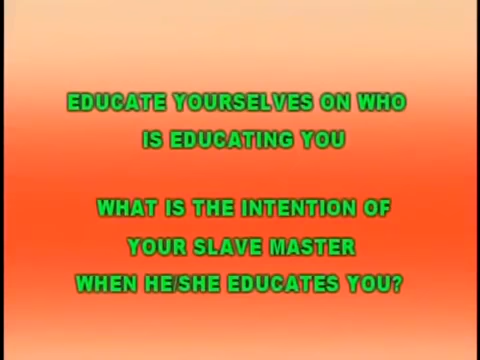 EDUCATE YOURSELVES ON WHO
IS EDUCATING YOU
WHAT IS THE INTENTION OF
YOUR SLAVE MASTER
WHEN HE/SHE EDUCATES YOU?